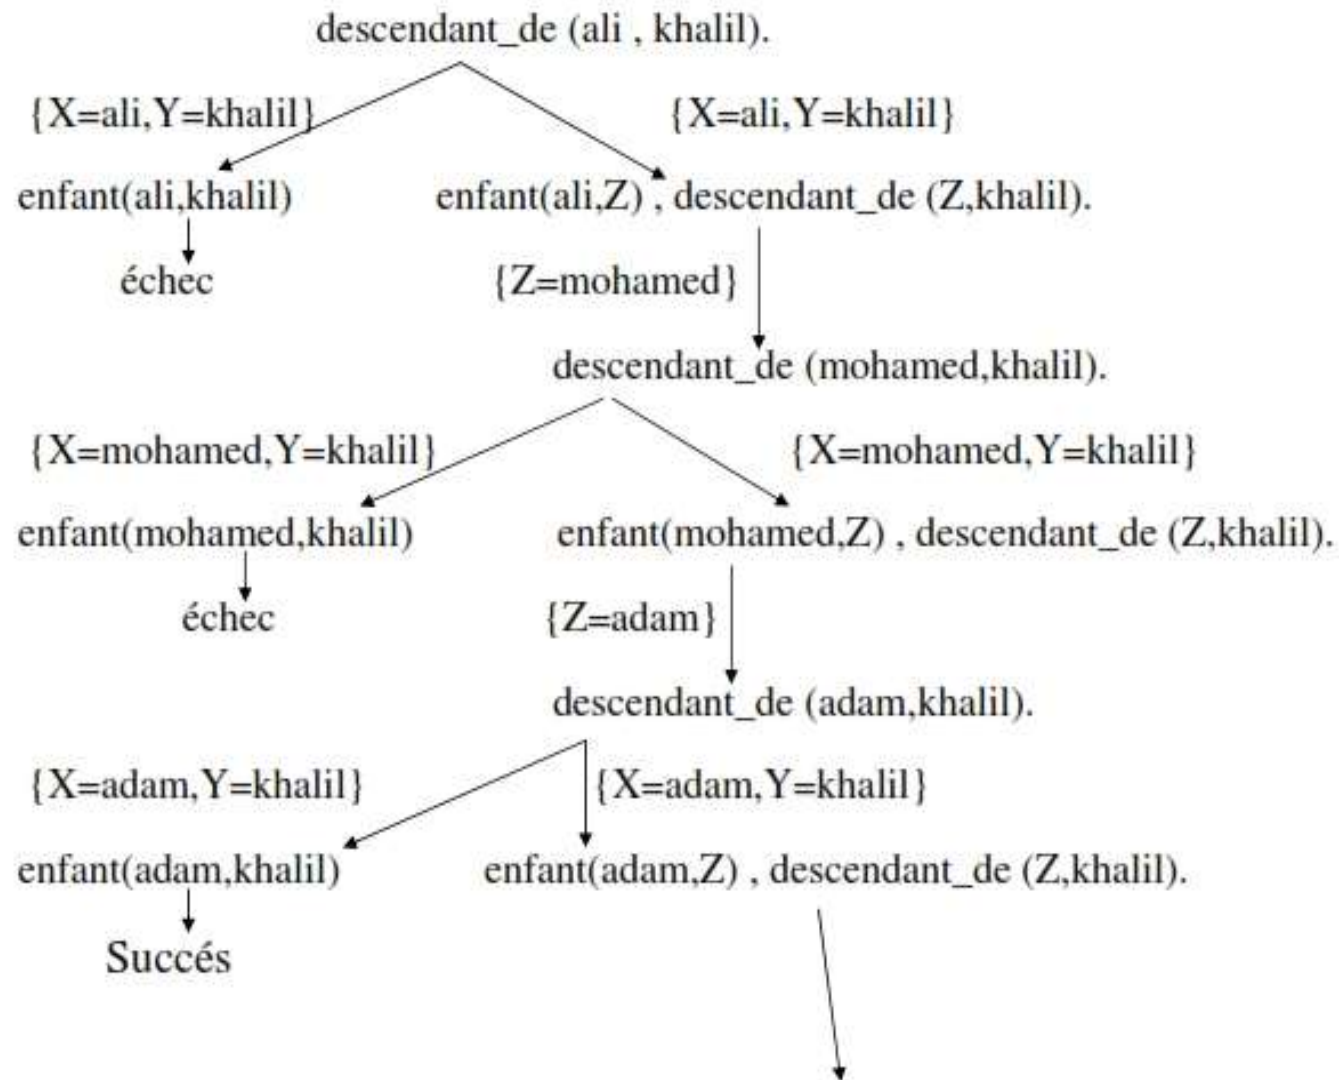 descendant_de (ali , khalil).
{X=ali,Y=khalil} {X=ali,Y=khalil}
enfant(ali,khalil) enfant(ali,Z) , descendant_de (Z,khalil).
échec {Z=mohamed}
descendant_de (mohamed,khalil).
{X=mohamed,Y=khalil} {X=mohamed,Y=khalil}
enfant(mohamed,khalil) enfant(mohamed,Z) , descendant_de (Z,khalil).
échec {Z=adam}
descendant_de (adam,khalil).
{X=adam,Y=khalil} {X=adam,Y=khalil}
enfant(adam,khalil) enfant(adam,Z) , descendant_de (Z,khalil).
Succés